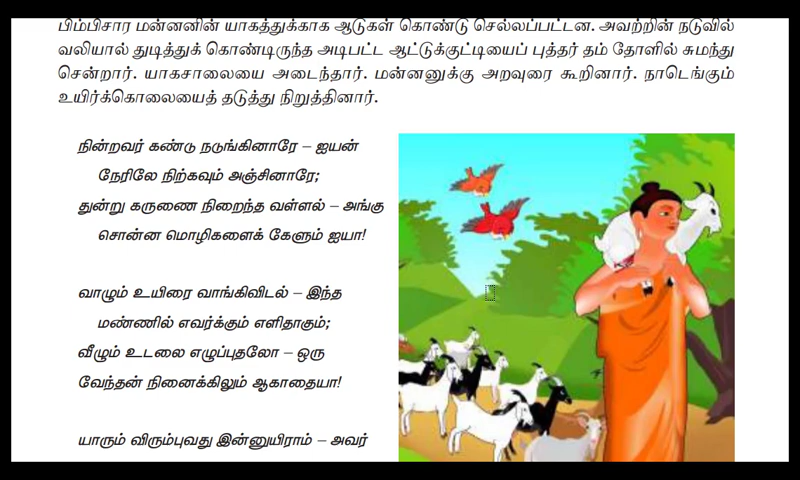 பிம்பிசார மன்னனின் யாகத்துக்காக ஆடுகள் கொண்டு செல்லப்பட்டன. அவற்றின் நடுவில்
வலியால் துடித்துக் கொண்டிருந்த அடிபட்ட ஆட்டுக்குட்டியைப் புத்தர் தம் தோளில் சுமந்து
சென்றார். யாகசாலையை அடைந்தார். மன்னனுக்கு அறவுரை கூறினார். நாடெங்கும்
உயிர்க்கொலையைத் தடுத்து நிறுத்தினார்.
நின்றவர் கண்டு நடுங்கினாரே – ஐயன்
நேரிலே நிற்கவும் அஞ்சினாரே;
துன்று கருணை நிறைந்த வள்ளல் – அங்கு
சொன்ன மொழிகளைக் கேளும் ஐயா!
வாழும் உயிரை வாங்கிவிடல் – இந்த
மண்ணில் எவர்க்கும் எளிதாகும்;
வீழும் உடலை எழுப்புதலோ – ஒரு
வேந்தன் நினைக்கிலும் ஆகாதையா!
யாரும் விரும்புவது இன்னுயிராம் – அவர்